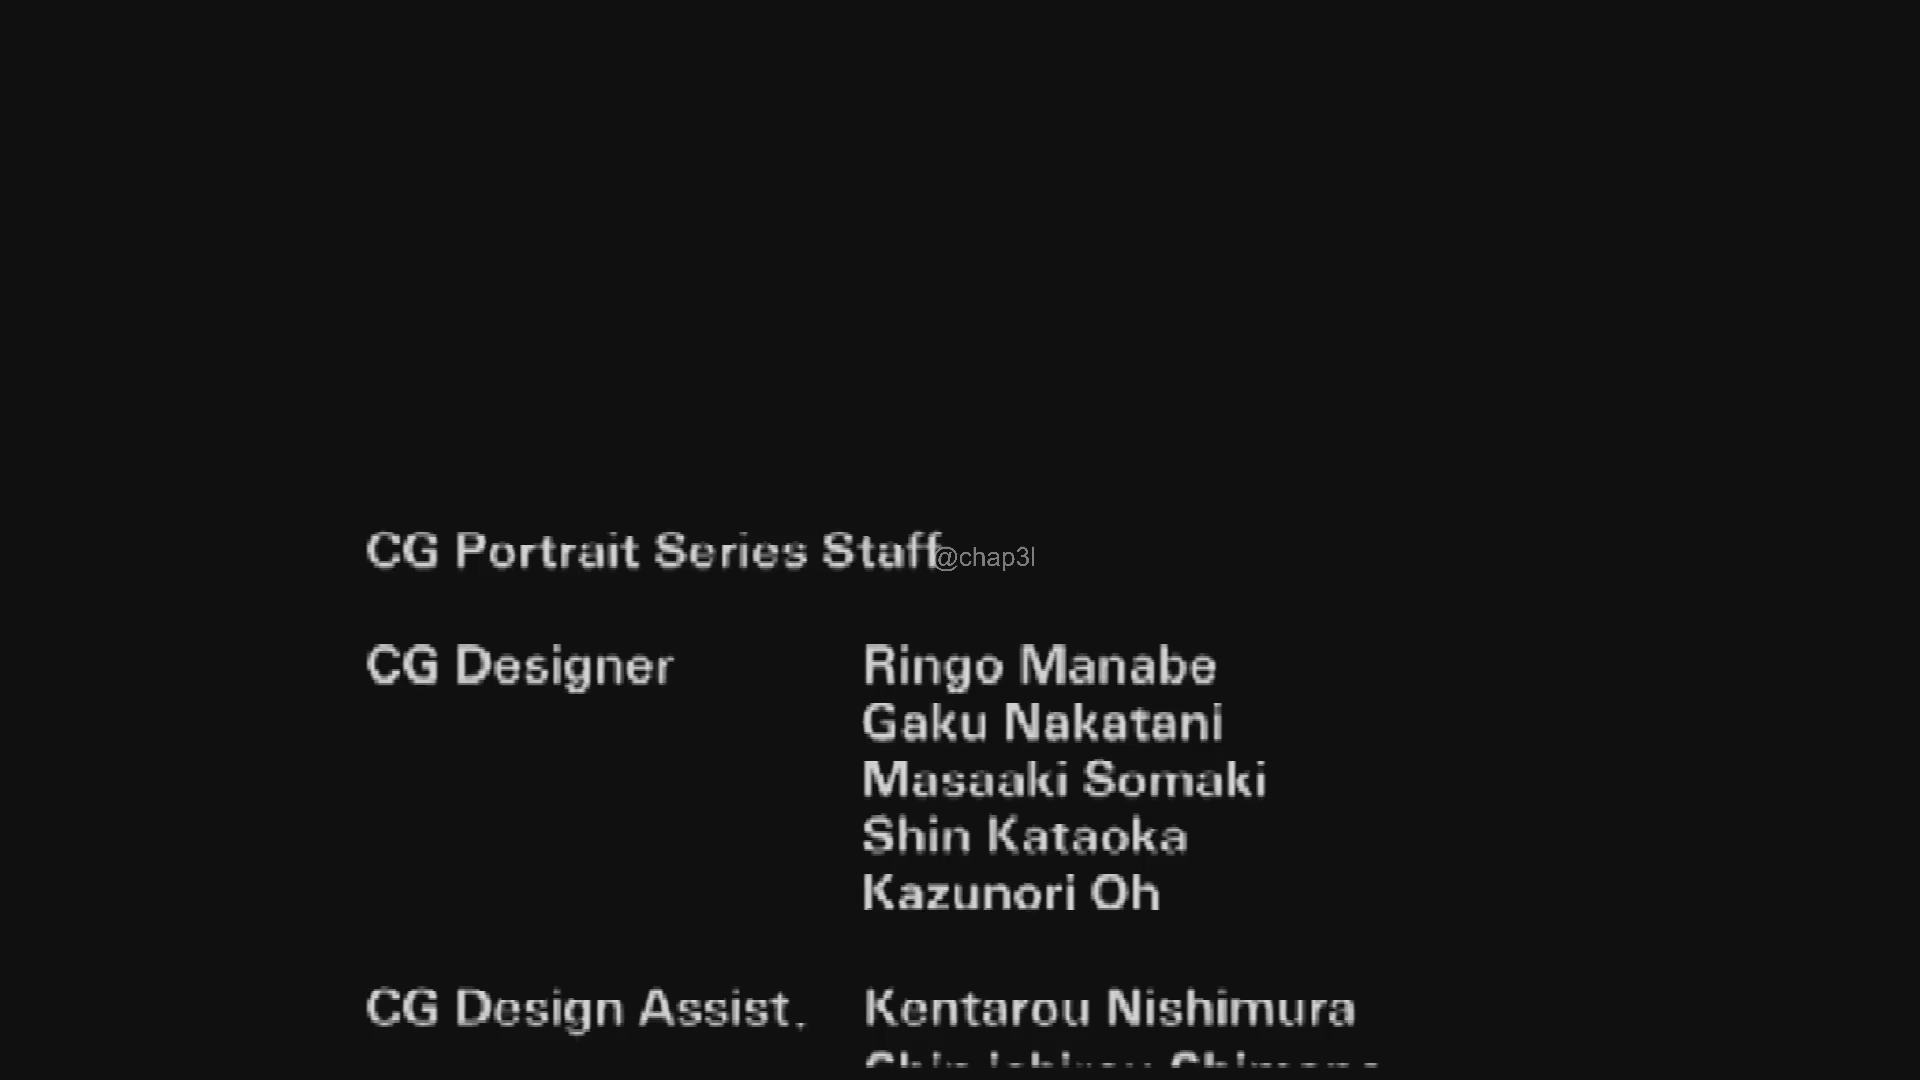 CG Portrait Series Staff
@chap3l
CG Designer Ringo Manabe
Gaku Nakatani
Masaaki Somaki
Shin Kataoka
Kazunori Oh
CG Design Assist. Kentarou Nishimura